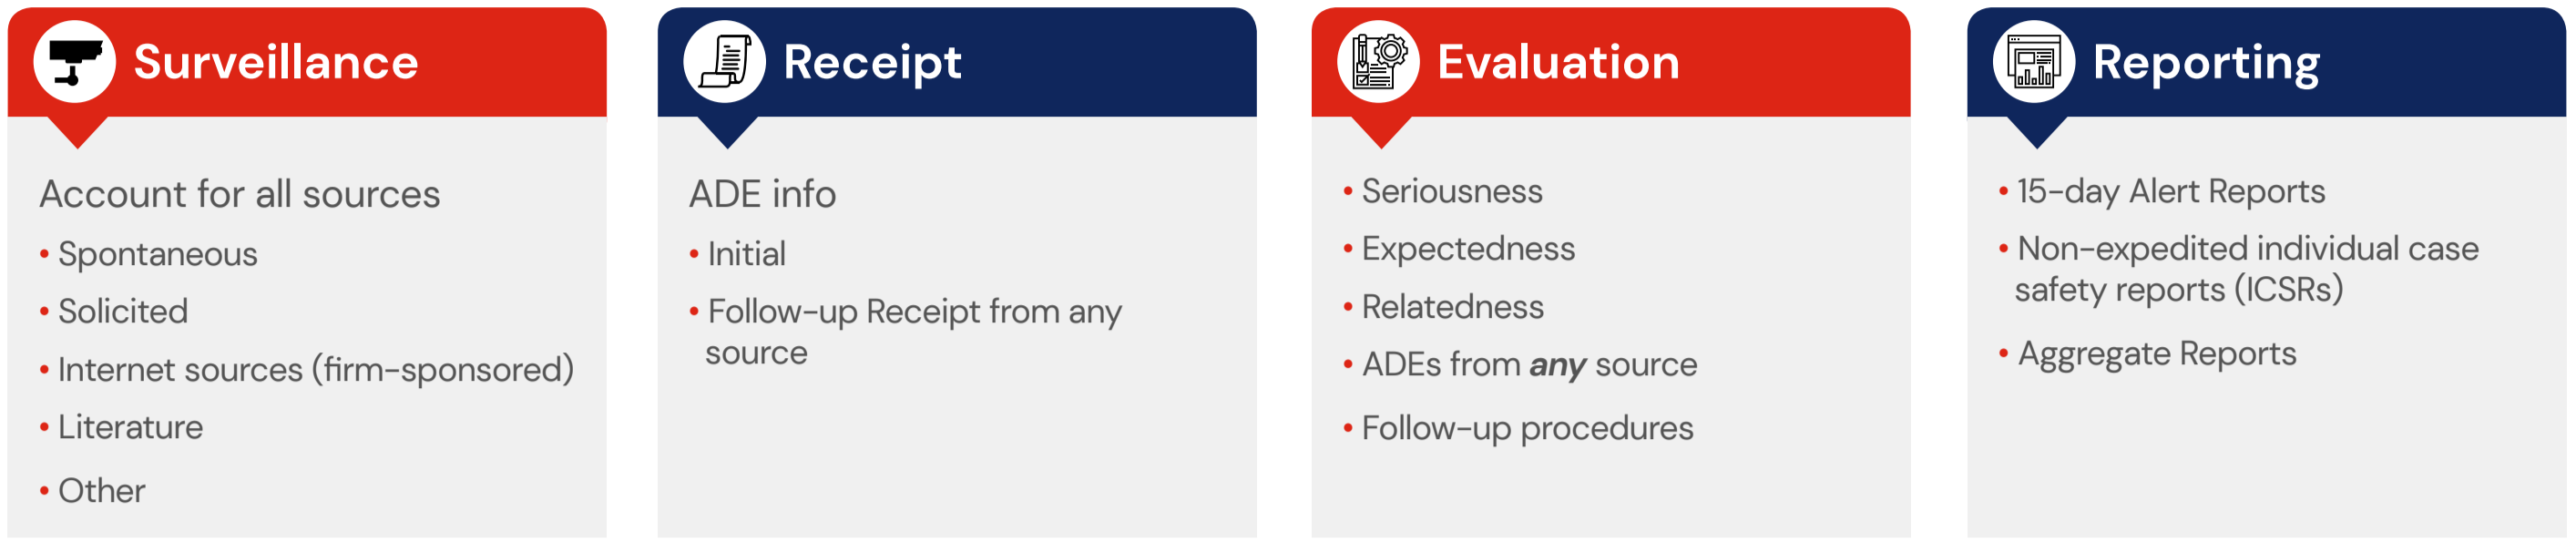 Surveillance
Account for all sources
• Spontaneous
• Solicited
• Internet sources (firm-sponsored)
• Literature
• Other
Receipt
ADE info
• Initial
• Follow-up Receipt from any
source
Evaluation
• Seriousness
• Expectedness
• Relatedness
• ADEs from any source
• Follow-up procedures
Reporting
• 15-day Alert Reports
• Non-expedited individual case
safety reports (ICSRs)
• Aggregate Reports